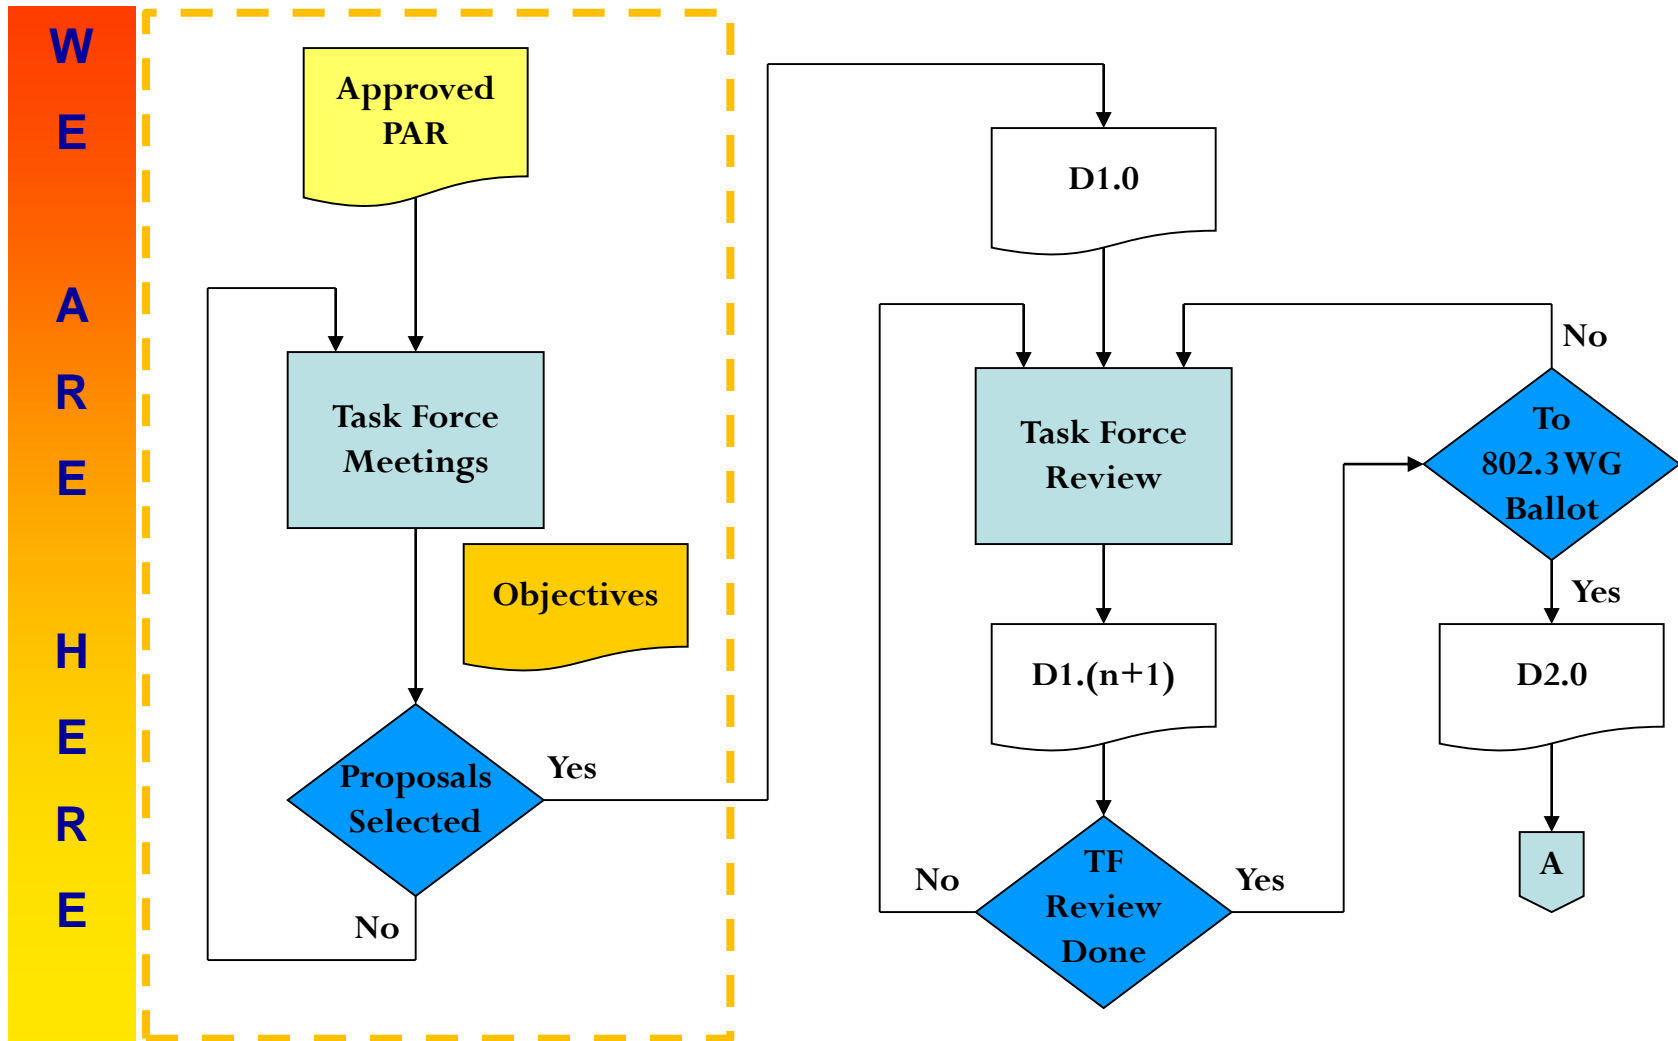 W
E
A
R
E
H
E
R
E
Approved
PAR
Task Force
Meetings
Objectives
Proposals
Selected
Yes
No
D1.0
Task Force
Review
D1.(n+1)
TF
Review
Done
No
Yes
To
802.3 WG
Ballot
No
Yes
D2.0
A